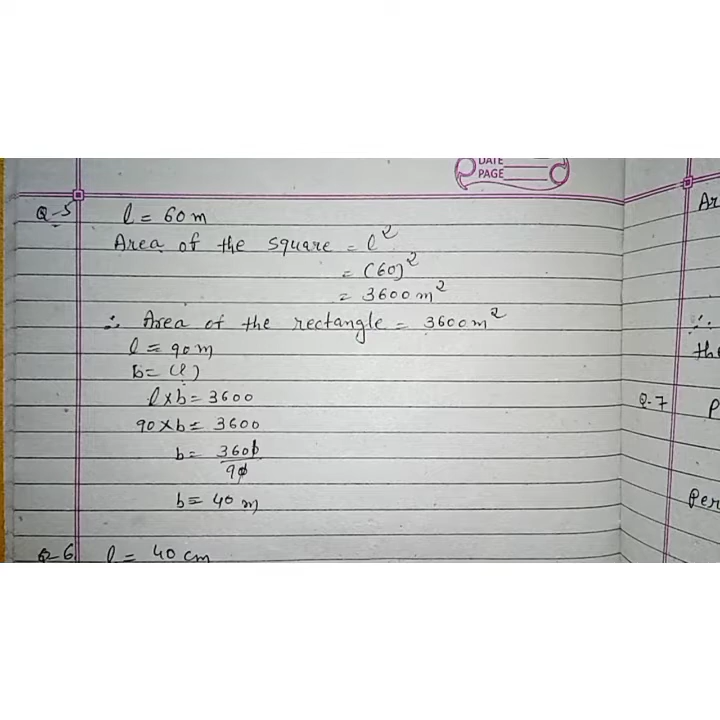 DATE
PAGE
Q-5 l = 60 m
Area of the square = l²
= (60)²
= 3600 m²
∴ Area of the rectangle = 3600 m²
l = 90 m
b = (?)
l × b = 3600
90 × b = 3600
b = 3600
90
b = 40 m
Q-6 l = 40 cm
Ar
∴
the
Q-7 P
Per